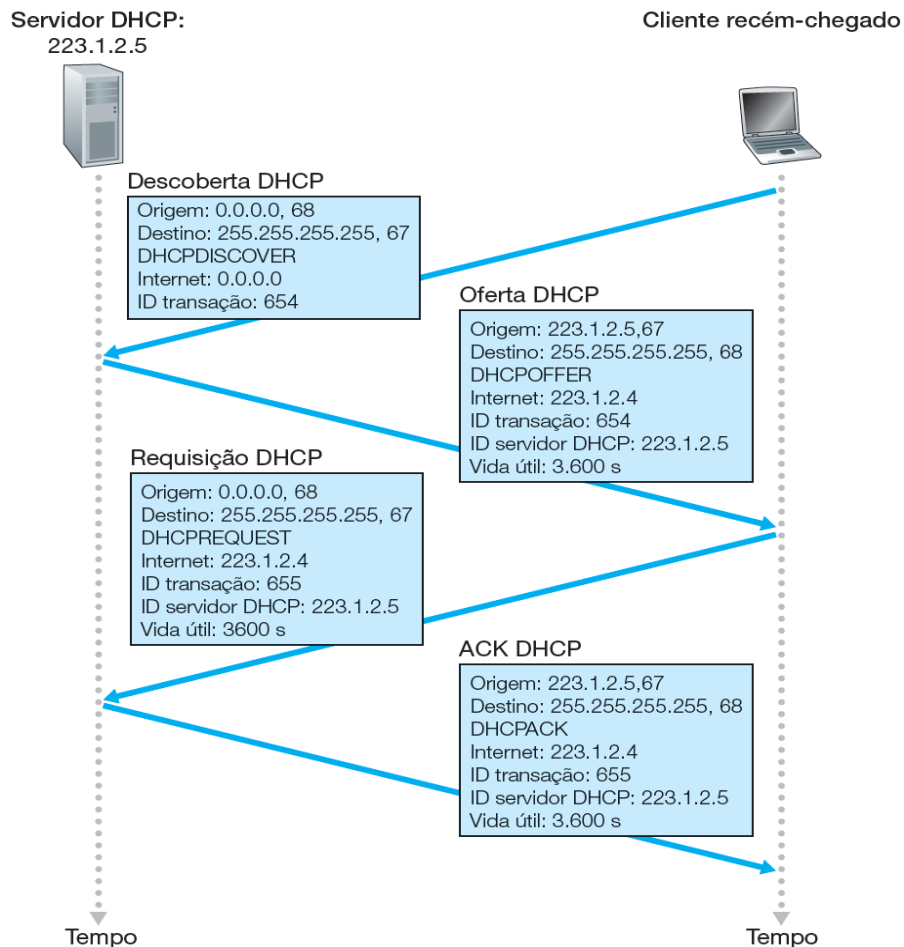 Servidor DHCP:
223.1.2.5
Cliente recém-chegado
Descoberta DHCP
Origem: 0.0.0.0, 68
Destino: 255.255.255.255, 67
DHCPDISCOVER
Internet: 0.0.0.0
ID transação: 654
Oferta DHCP
Origem: 223.1.2.5,67
Destino: 255.255.255.255, 68
DHCPOFFER
Internet: 223.1.2.4
ID transação: 654
ID servidor DHCP: 223.1.2.5
Vida útil: 3.600 s
Requisição DHCP
Origem: 0.0.0.0, 68
Destino: 255.255.255.255, 67
DHCPREQUEST
Internet: 223.1.2.4
ID transação: 655
ID servidor DHCP: 223.1.2.5
Vida útil: 3600 s
ACK DHCP
Origem: 223.1.2.5,67
Destino: 255.255.255.255, 68
DHCPACK
Internet: 223.1.2.4
ID transação: 655
ID servidor DHCP: 223.1.2.5
Vida útil: 3.600 s
Tempo
Tempo